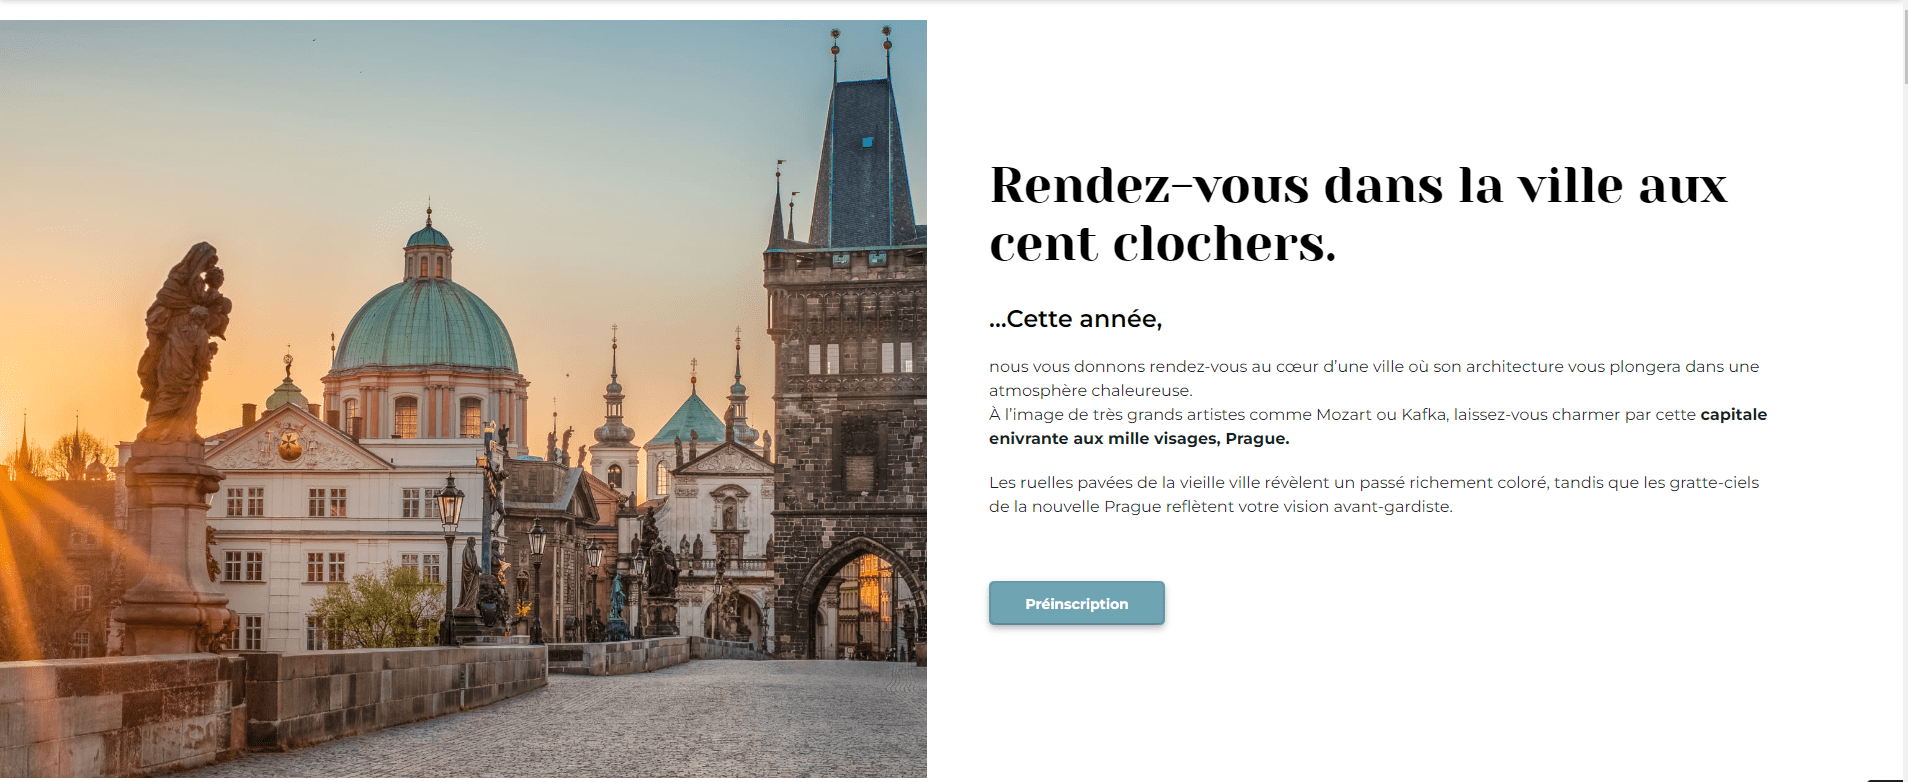 Rendez-vous dans la ville aux
cent clochers.
...Cette année,
nous vous donnons rendez-vous au cœur d’une ville où son architecture vous plongera dans une
atmosphère chaleureuse.
À l’image de très grands artistes comme Mozart ou Kafka, laissez-vous charmer par cette capitale
enivrante aux mille visages, Prague.
Les ruelles pavées de la vieille ville révèlent un passé richement coloré, tandis que les gratte-ciels
de la nouvelle Prague reflètent votre vision avant-gardiste.
Préinscription